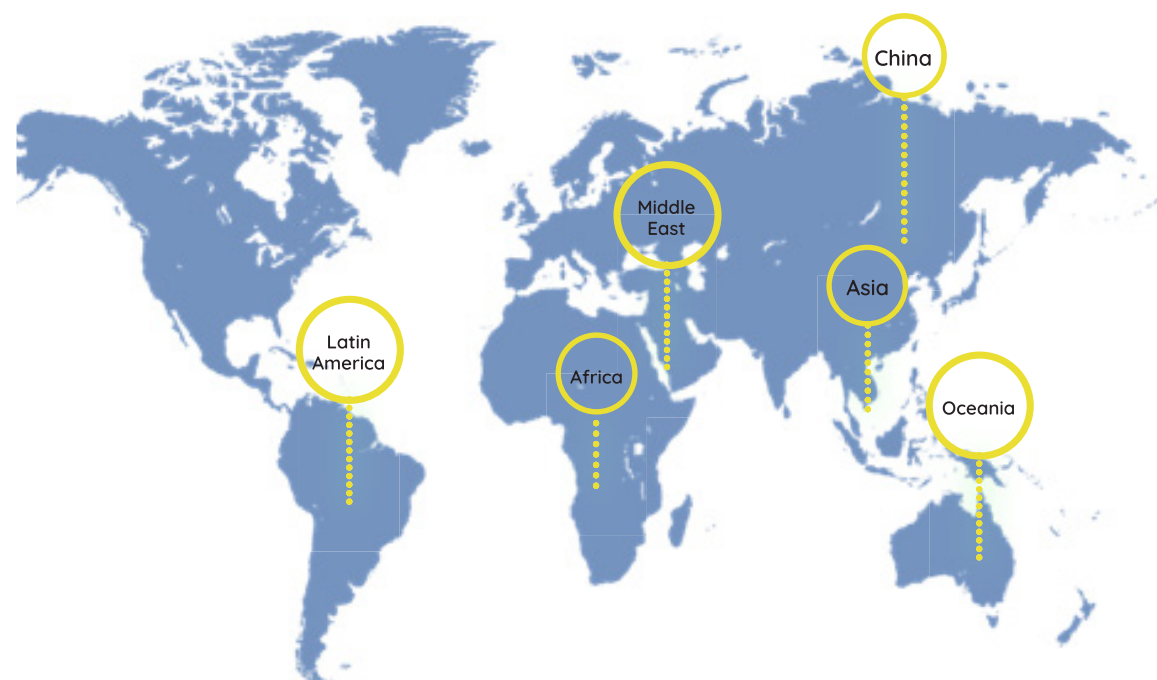 China
Middle
East
Asia
Latin
America
Africa
Oceania